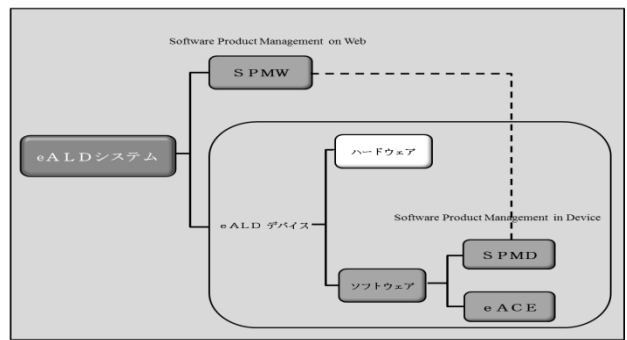 Software Product Management on Web
ＳＰＭＷ
ｅＡＬＤシステム
ハードウェア
ｅＡＬＤ デバイス
Software Product Management in Device
ＳＰＭＤ
ソフトウェア
ｅＡＣＥ